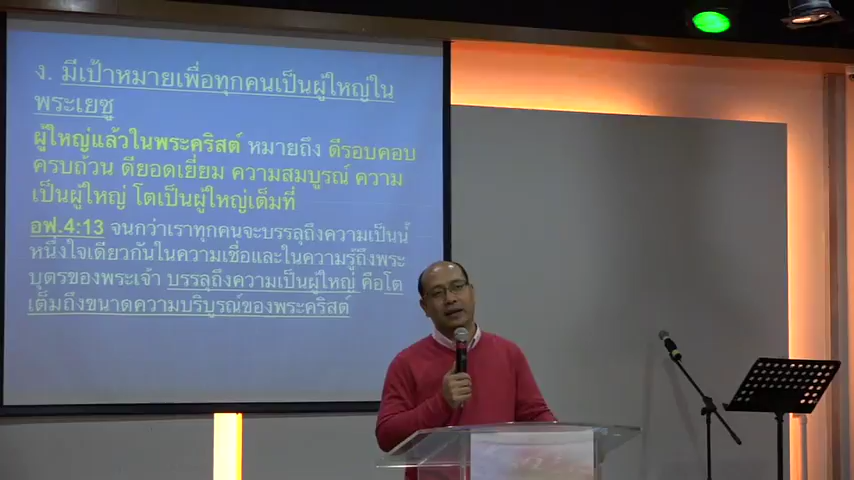 ง. มีเป้าหมายเพื่อทุกคนเป็นผู้ใหญ่ใน
พระเยซู
ผู้ใหญ่แล้วในพระคริสต์ หมายถึง ดีรอบคอบ
ครบถ้วน ดียอดเยี่ยม ความสมบูรณ์ ความ
เป็นผู้ใหญ่ โตเป็นผู้ใหญ่เต็มที่
อฟ.4:13 จนกว่าเราทุกคนจะบรรลุถึงความเป็นน้ำ
หนึ่งใจเดียวกันในความเชื่อและในความรู้ถึงพระ
บุตรของพระเจ้า บรรลุถึงความเป็นผู้ใหญ่ คือโต
เต็มถึงขนาดความบริบูรณ์ของพระคริสต์